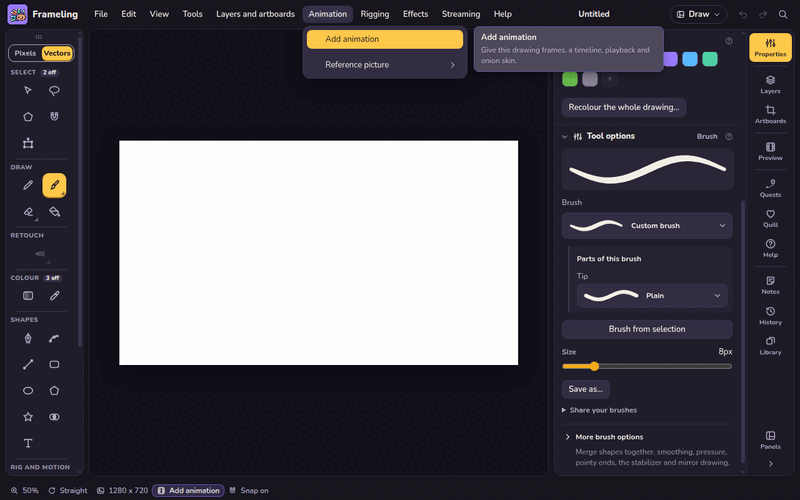 Frameling
File
Edit
View
Tools
Layers and artboards
Animation
Rigging
Effects
Streaming
Help
Untitled
Draw
Add animation
Reference picture
Add animation
Give this drawing frames, a timeline, playback and
onion skin.
Pixels
Vectors
SELECT
2 off
DRAW
RETOUCH
COLOUR
3 off
SHAPES
RIG AND MOTION
Recolour the whole drawing...
Tool options
Brush
Brush
Custom brush
Parts of this brush
Tip
Plain
Brush from selection
Size
8px
Save as...
Share your brushes
More brush options
Merge shapes together, smoothing, pressure,
pointy ends, the stabilizer and mirror drawing.
Properties
Layers
Artboards
Preview
Quests
Quill
Help
Notes
History
Library
Panels
50%
Straight
1280 x 720
Add animation
Snap on